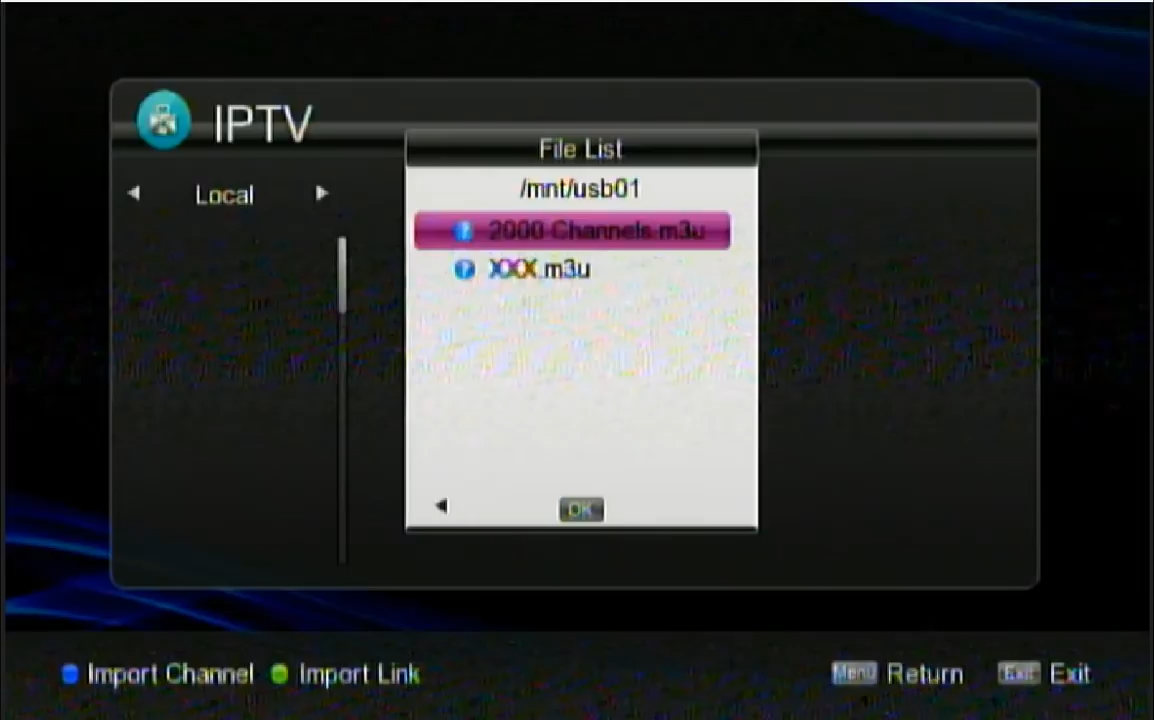 IPTV
File List
/mnt/usb01
Local
2000 Channels.m3u
XXX.m3u
OK
Import Channel
Import Link
Menu Return
Exit Exit